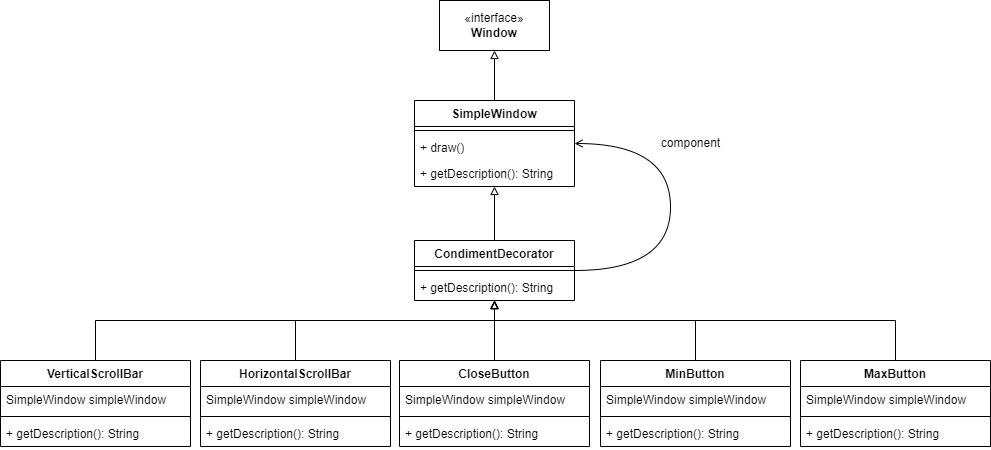 «interface»
Window
SimpleWindow
+ draw()
+ getDescription(): String
component
CondimentDecorator
+ getDescription(): String
VerticalScrollBar
SimpleWindow simpleWindow
+ getDescription(): String
HorizontalScrollBar
SimpleWindow simpleWindow
+ getDescription(): String
CloseButton
SimpleWindow simpleWindow
+ getDescription(): String
MinButton
SimpleWindow simpleWindow
+ getDescription(): String
MaxButton
SimpleWindow simpleWindow
+ getDescription(): String